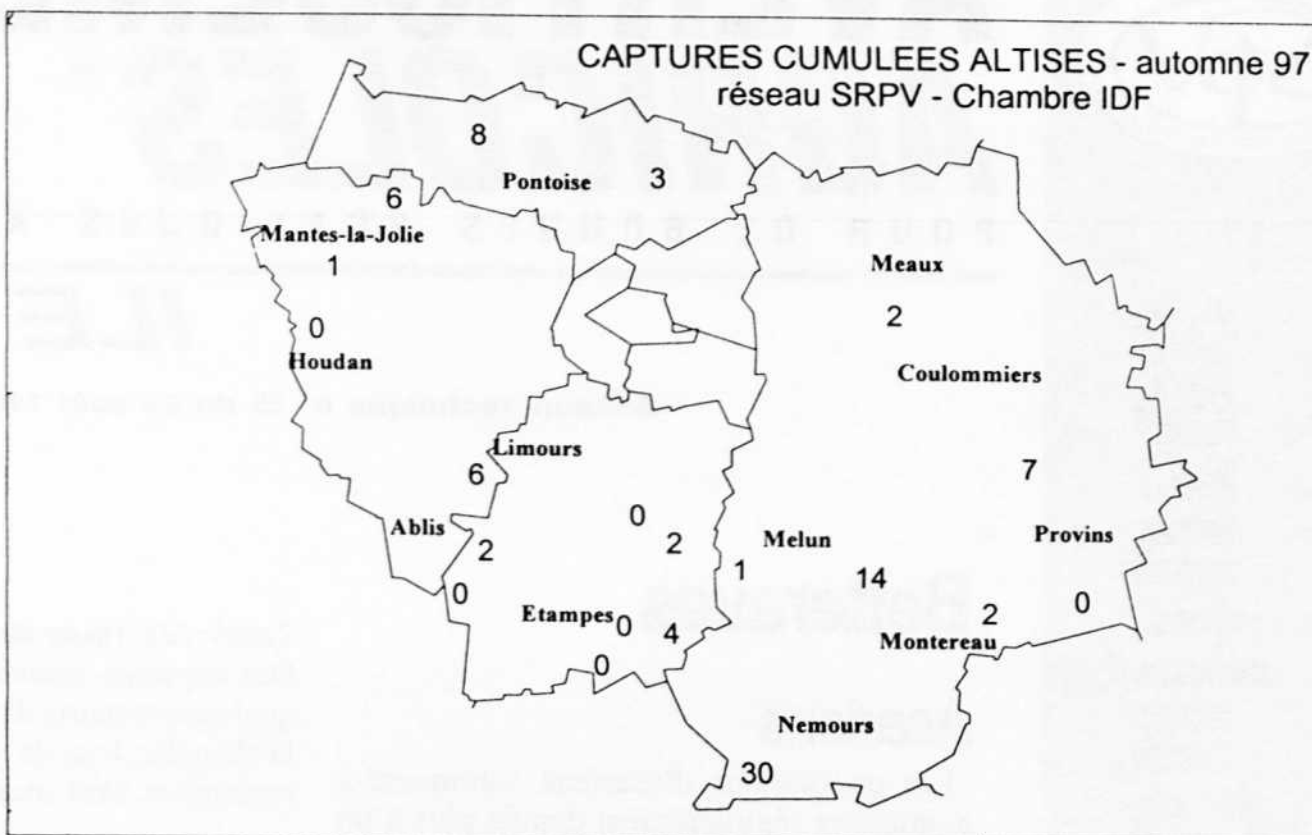 CAPTURES CUMULEES ALTISES - automne 97
réseau SRPV - Chambre IDF
8
Pontoise
3
6
Mantes-la-Jolie
1
Meaux
2
0
Houdan
Coulommiers
Limours
6
7
0
Ablis
2
2
Melun
Provins
1
14
0
Etampes
0
4
2
0
Montereau
0
Nemours
30